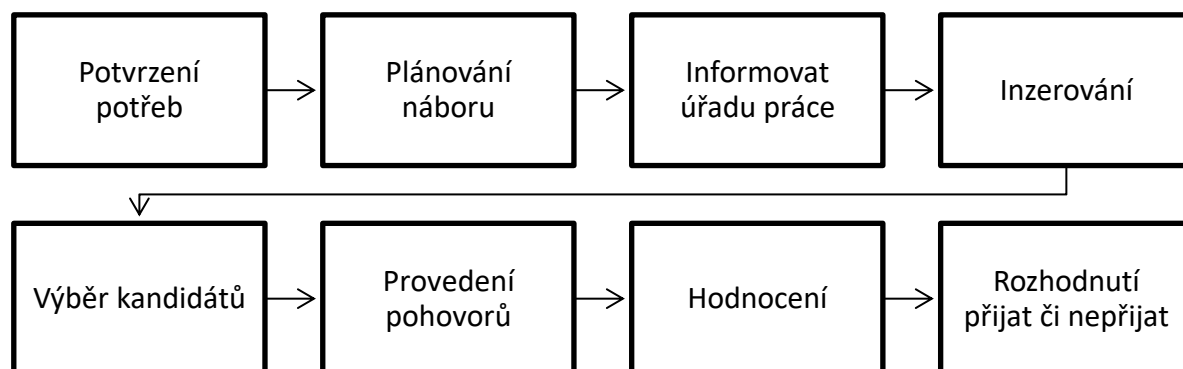 Potvrzení
potřeb
Plánování
náboru
Informovat
úřadu práce
Inzerování
Výběr kandidátů
Provedení
pohovorů
Hodnocení
Rozhodnutí
přijat či nepřijat